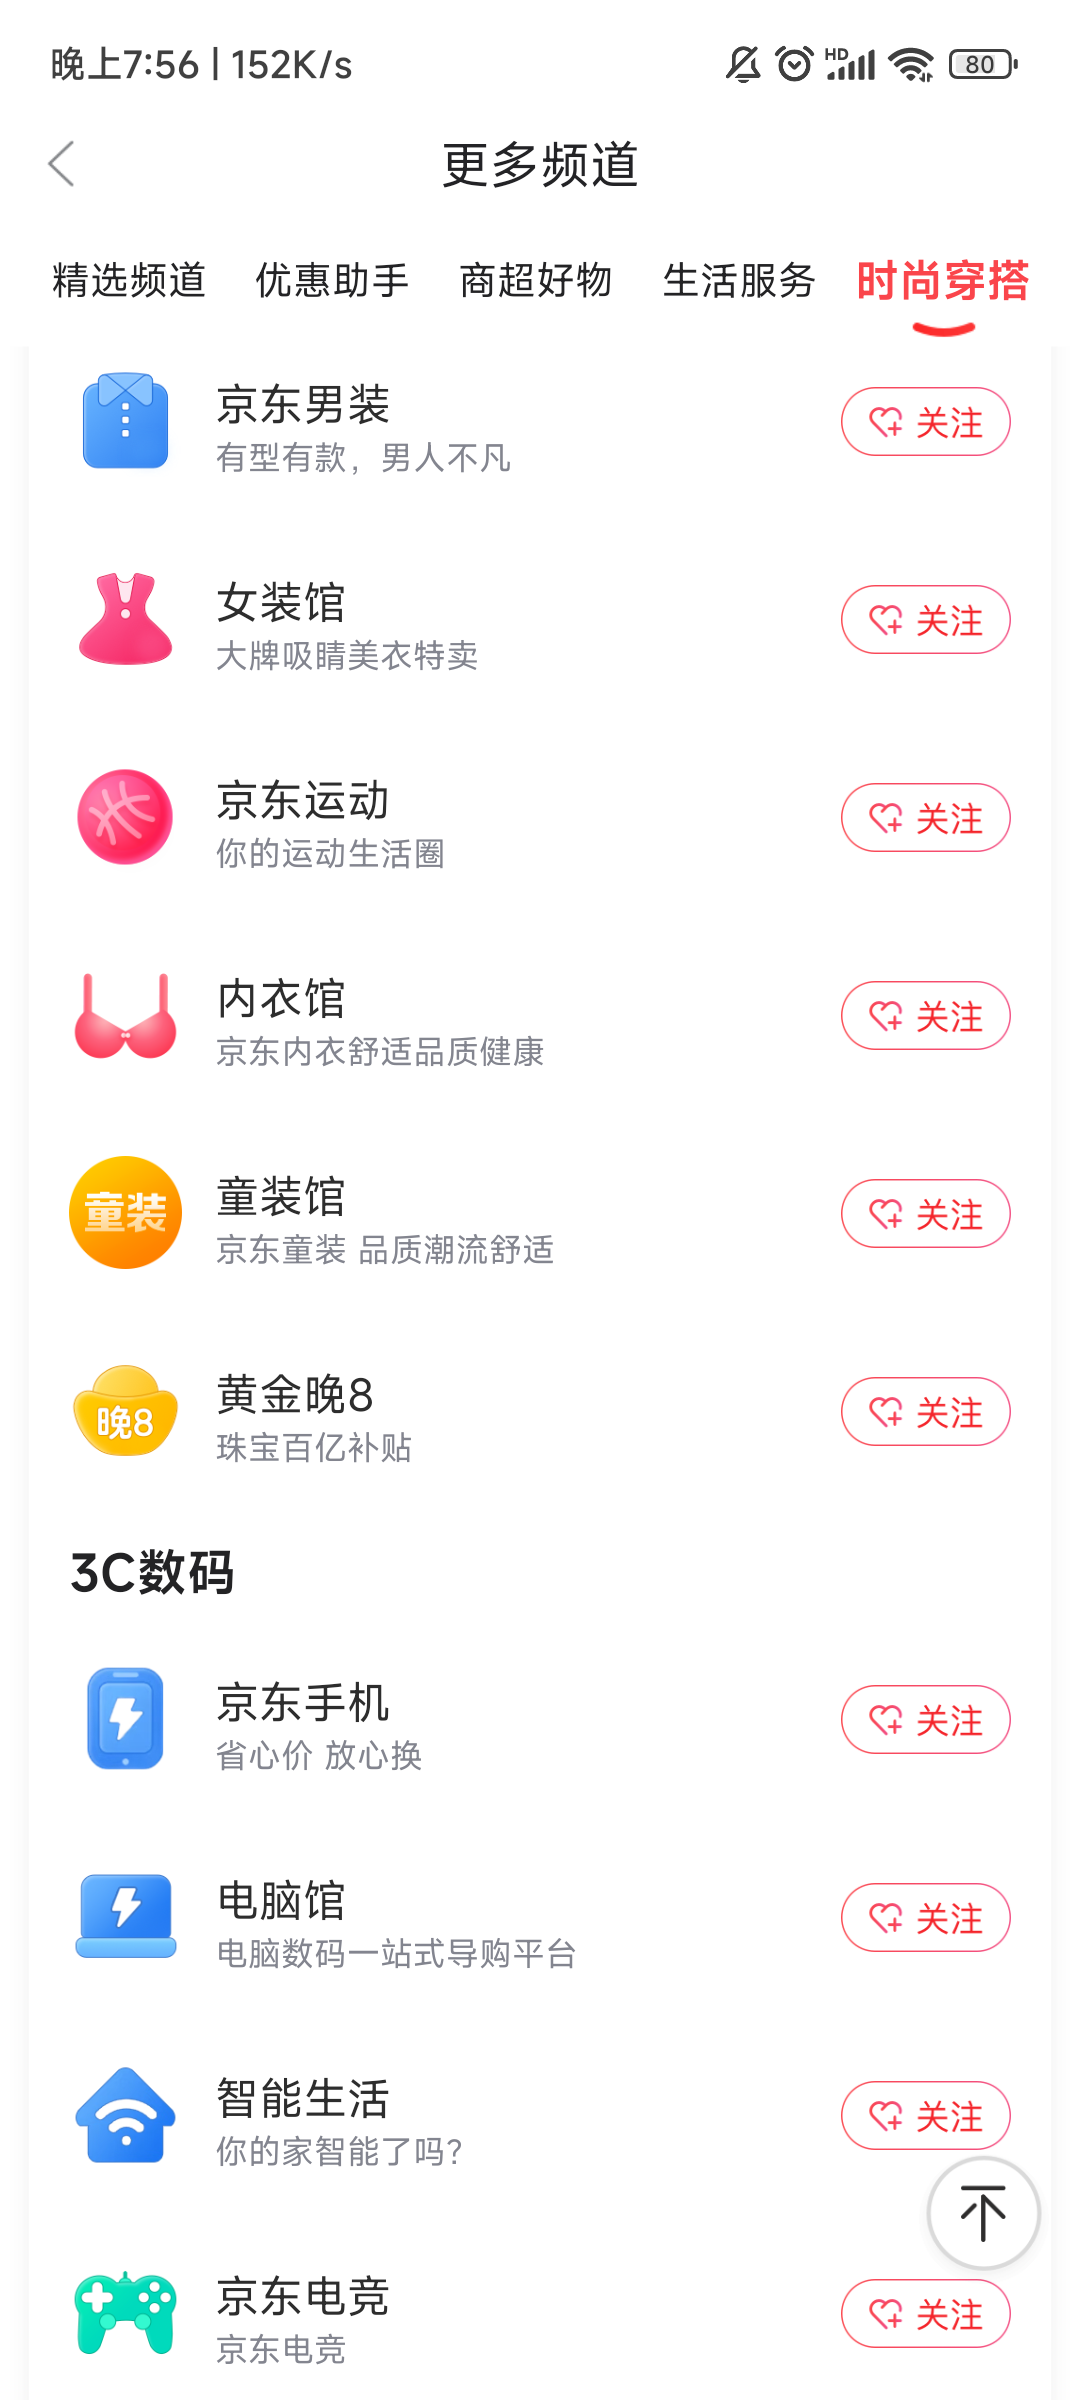 晚上7:56 | 152K/s
HD
80
更多频道
精选频道 优惠助手 商超好物 生活服务 时尚穿搭
京东男装
有型有款，男人不凡
关注
女装馆
大牌吸睛美衣特卖
关注
京东运动
你的运动生活圈
关注
内衣馆
京东内衣舒适品质健康
关注
童装
童装馆
京东童装 品质潮流舒适
关注
晚8
黄金晚8
珠宝百亿补贴
关注
3C数码
京东手机
省心价 放心换
关注
电脑馆
电脑数码一站式导购平台
关注
智能生活
你的家智能了吗?
关注
京东电竞
京东电竞
关注